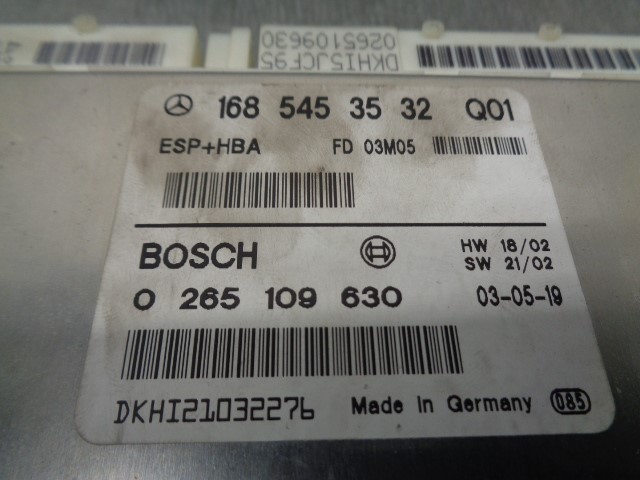 DKHI5JCF95
0265109630
168 545 35 32 Q01
ESP+HBA FD 03M05
BOSCH
HW 18/02
SW 21/02
0 265 109 630 03-05-19
DKHI21032276 Made in Germany 085